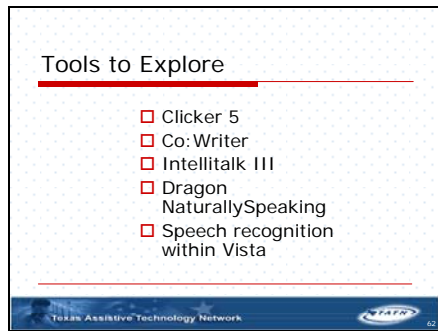 Tools to Explore
Clicker 5
Co:Writer
Intellitalk III
Dragon
NaturallySpeaking
Speech recognition
within Vista
Texas Assistive Technology Network
TATN
62